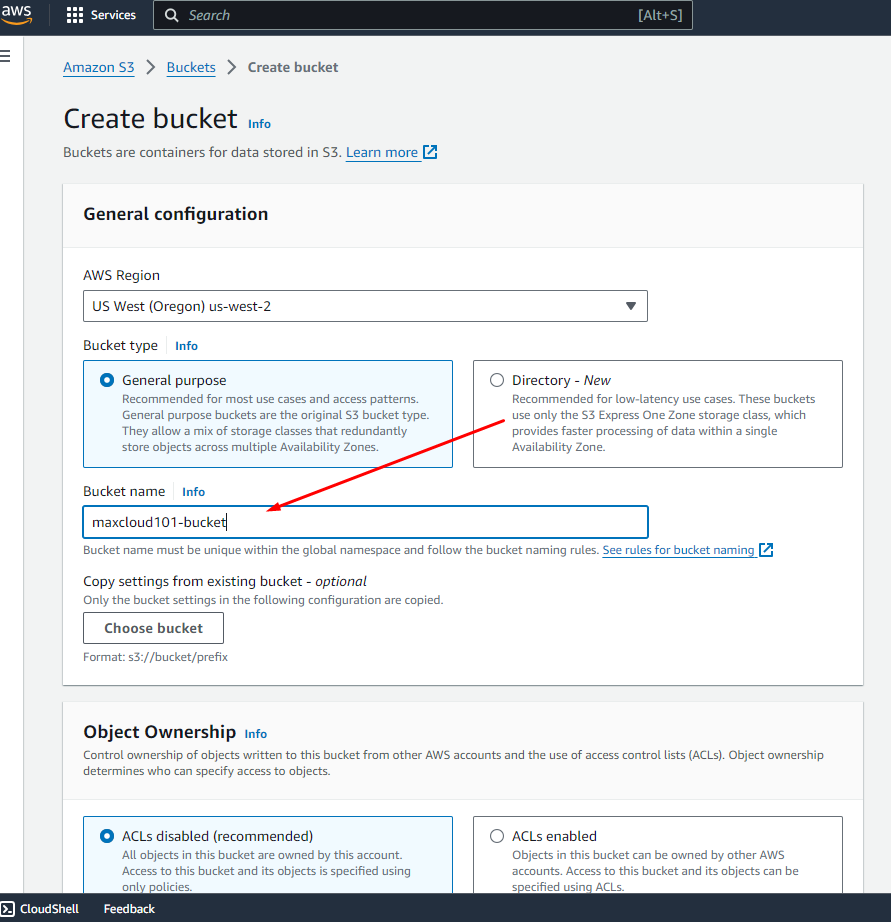 aws Services Search [Alt+S]
Amazon S3 > Buckets > Create bucket
Create bucket Info
Buckets are containers for data stored in S3. Learn more
General configuration
AWS Region
US West (Oregon) us-west-2
Bucket type Info
General purpose
Recommended for most use cases and access patterns.
General purpose buckets are the original S3 bucket type.
They allow a mix of storage classes that redundantly
store objects across multiple Availability Zones.
Directory - New
Recommended for low-latency use cases. These buckets
use only the S3 Express One Zone storage class, which
provides faster processing of data within a single
Availability Zone.
Bucket name Info
maxcloud101-bucket
Bucket name must be unique within the global namespace and follow the bucket naming rules. See rules for bucket naming
Copy settings from existing bucket - optional
Only the bucket settings in the following configuration are copied.
Choose bucket
Format: s3://bucket/prefix
Object Ownership Info
Control ownership of objects written to this bucket from other AWS accounts and the use of access control lists (ACLs). Object ownership
determines who can specify access to objects.
ACLs disabled (recommended)
All objects in this bucket are owned by this account.
Access to this bucket and its objects is specified using
only policies.
ACLs enabled
Objects in this bucket can be owned by other AWS
accounts. Access to this bucket and its objects can be
specified using ACLs.
CloudShell Feedback